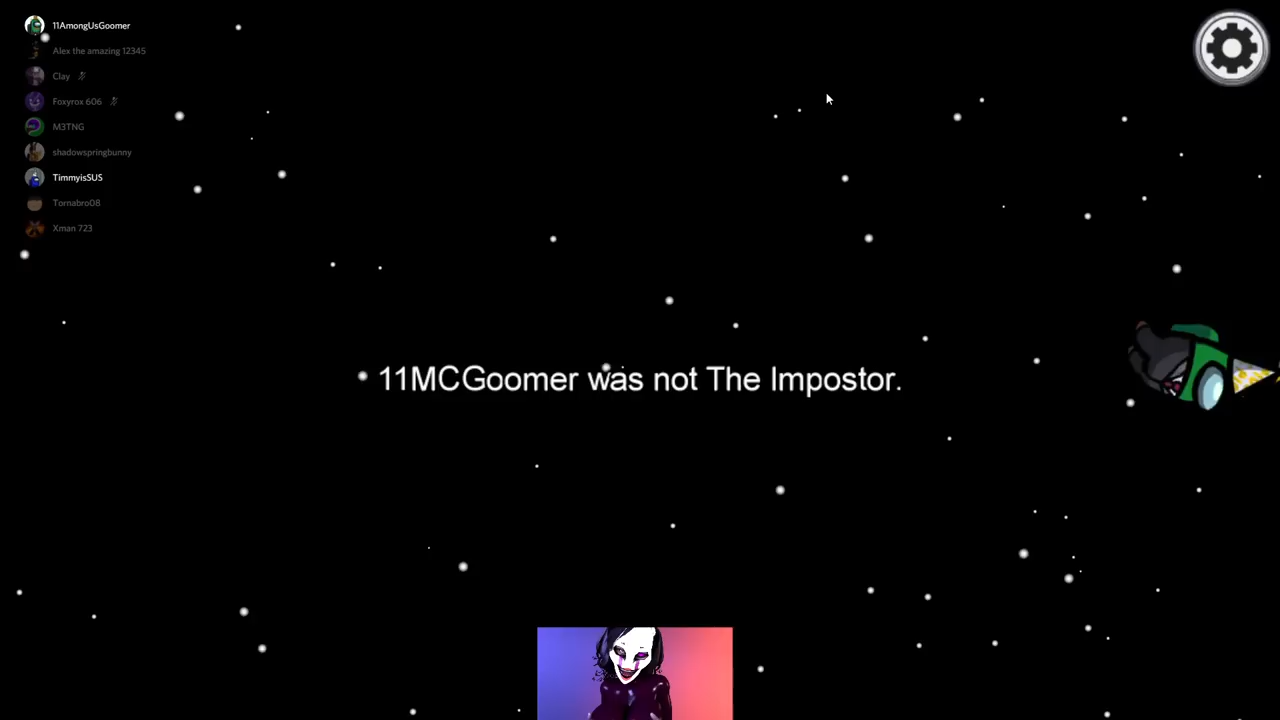 11AmongUsGoomer
Alex the amazing 12345
Clay
Foxyrox 606
M3TNG
shadowspringbunny
TimmyisSUS
Tornabro08
Xman 723
11MCGoomer was not The Impostor.